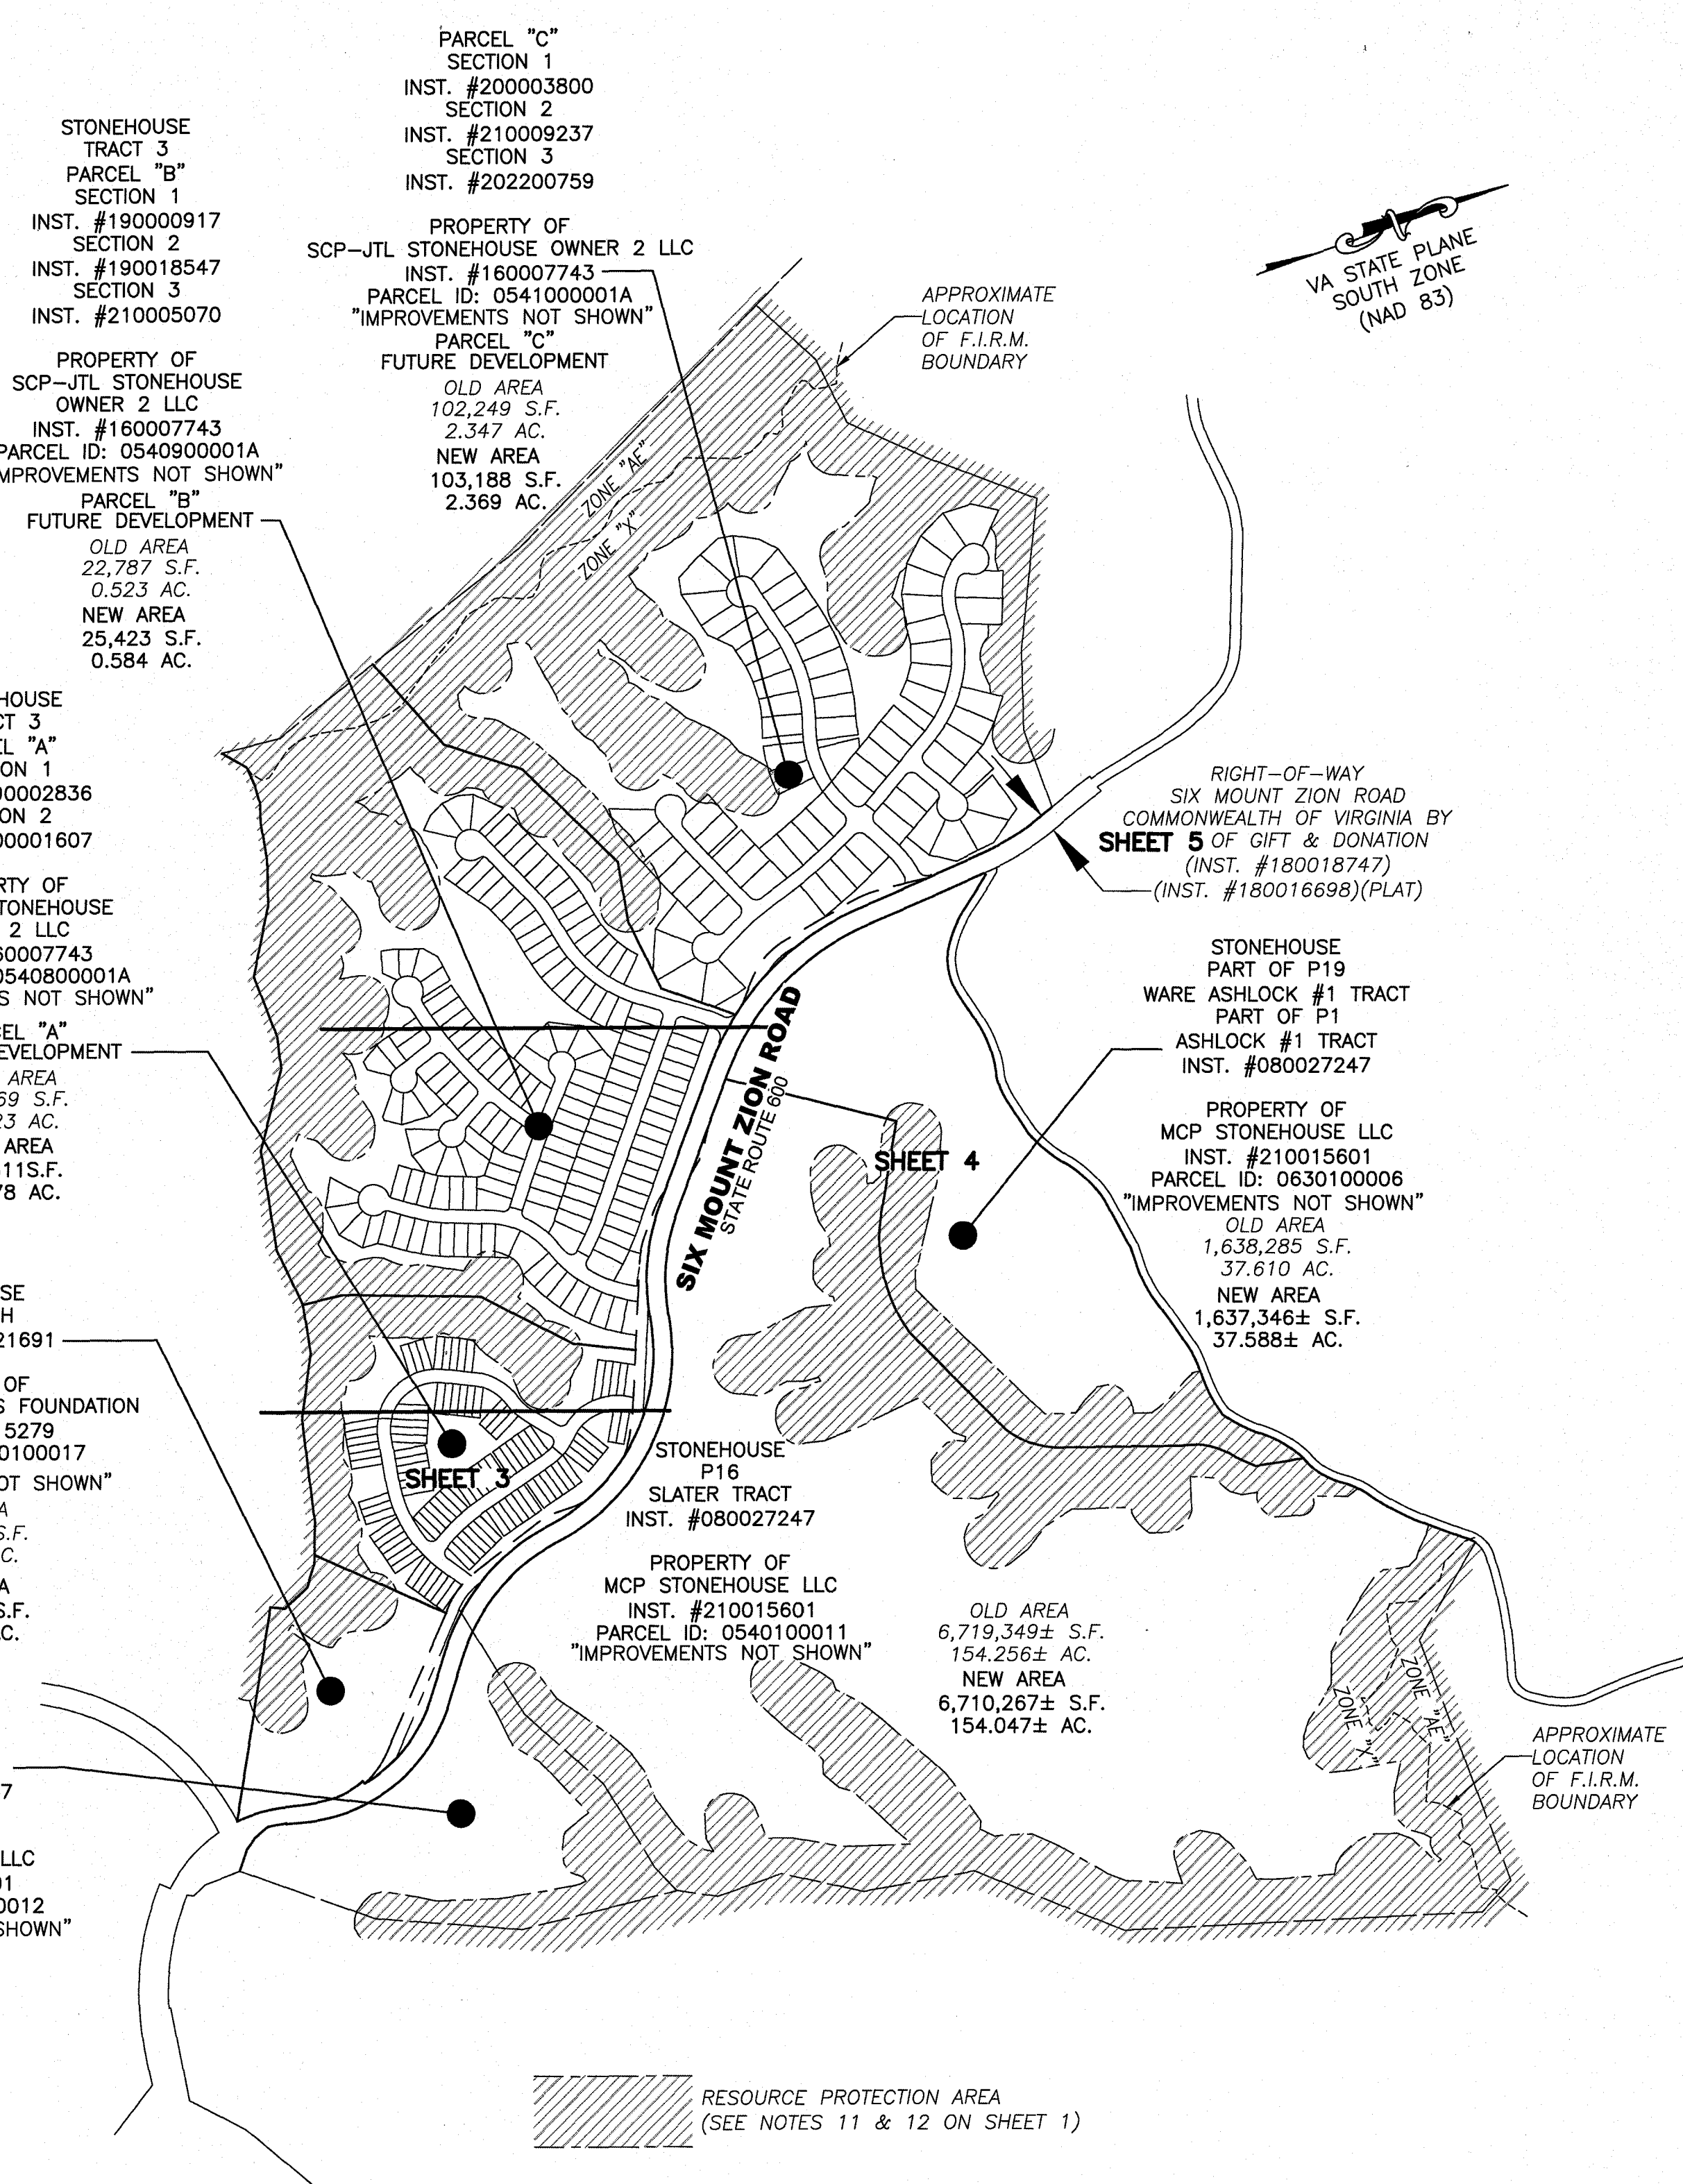 PARCEL "C"
SECTION 1
INST. #200003800
SECTION 2
INST. #210009237
SECTION 3
INST. #202200759
PROPERTY OF
SCP-JTL STONEHOUSE OWNER 2 LLC
INST. #160007743
PARCEL ID: 0541000001A
"IMPROVEMENTS NOT SHOWN"
PARCEL "C"
FUTURE DEVELOPMENT
OLD AREA
102,249 S.F.
2.347 AC.
NEW AREA
103,188 S.F.
2.369 AC.
STONEHOUSE
TRACT 3
PARCEL "B"
SECTION 1
INST. #190000917
SECTION 2
INST. #190018547
SECTION 3
INST. #210005070
PROPERTY OF
SCP-JTL STONEHOUSE
OWNER 2 LLC
INST. #160007743
PARCEL ID: 0540900001A
IMPROVEMENTS NOT SHOWN"
PARCEL "B"
FUTURE DEVELOPMENT
OLD AREA
22,787 S.F.
0.523 AC.
NEW AREA
25,423 S.F.
0.584 AC.
HOUSE
CT 3
EL "A"
ON 1
00002836
ON 2
00001607
RTY OF
TONEHOUSE
2 LLC
60007743
0540800001A
S NOT SHOWN"
EL "A"
EVELOPMENT
AREA
69 S.F.
23 AC.
AREA
511S.F.
78 AC.
SE
H
21691
OF
S FOUNDATION
5279
0100017
OT SHOWN"
A
S.F.
C.
A
S.F.
C.
7
LLC
01
0012
SHOWN"
VA STATE PLANE
SOUTH ZONE
(NAD 83)
APPROXIMATE
LOCATION
OF F.I.R.M.
BOUNDARY
ZONE "AE"
ZONE "X"
RIGHT-OF-WAY
SIX MOUNT ZION ROAD
COMMONWEALTH OF VIRGINIA BY
SHEET 5 OF GIFT & DONATION
(INST. #180018747)
(INST. #180016698)(PLAT)
STONEHOUSE
PART OF P19
WARE ASHLOCK #1 TRACT
PART OF P1
ASHLOCK #1 TRACT
INST. #080027247
PROPERTY OF
MCP STONEHOUSE LLC
INST. #210015601
PARCEL ID: 0630100006
"IMPROVEMENTS NOT SHOWN"
OLD AREA
1,638,285 S.F.
37.610 AC.
NEW AREA
1,637,346± S.F.
37.588± AC.
SIX MOUNT ZION ROAD
STATE ROUTE 600
SHEET 4
SHEET 3
STONEHOUSE
P16
SLATER TRACT
INST. #080027247
PROPERTY OF
MCP STONEHOUSE LLC
INST. #210015601
PARCEL ID: 0540100011
"IMPROVEMENTS NOT SHOWN"
OLD AREA
6,719,349± S.F.
154.256± AC.
NEW AREA
6,710,267± S.F.
154.047± AC.
ZONE "AE"
ZONE "X"
APPROXIMATE
LOCATION
OF F.I.R.M.
BOUNDARY
RESOURCE PROTECTION AREA
(SEE NOTES 11 & 12 ON SHEET 1)